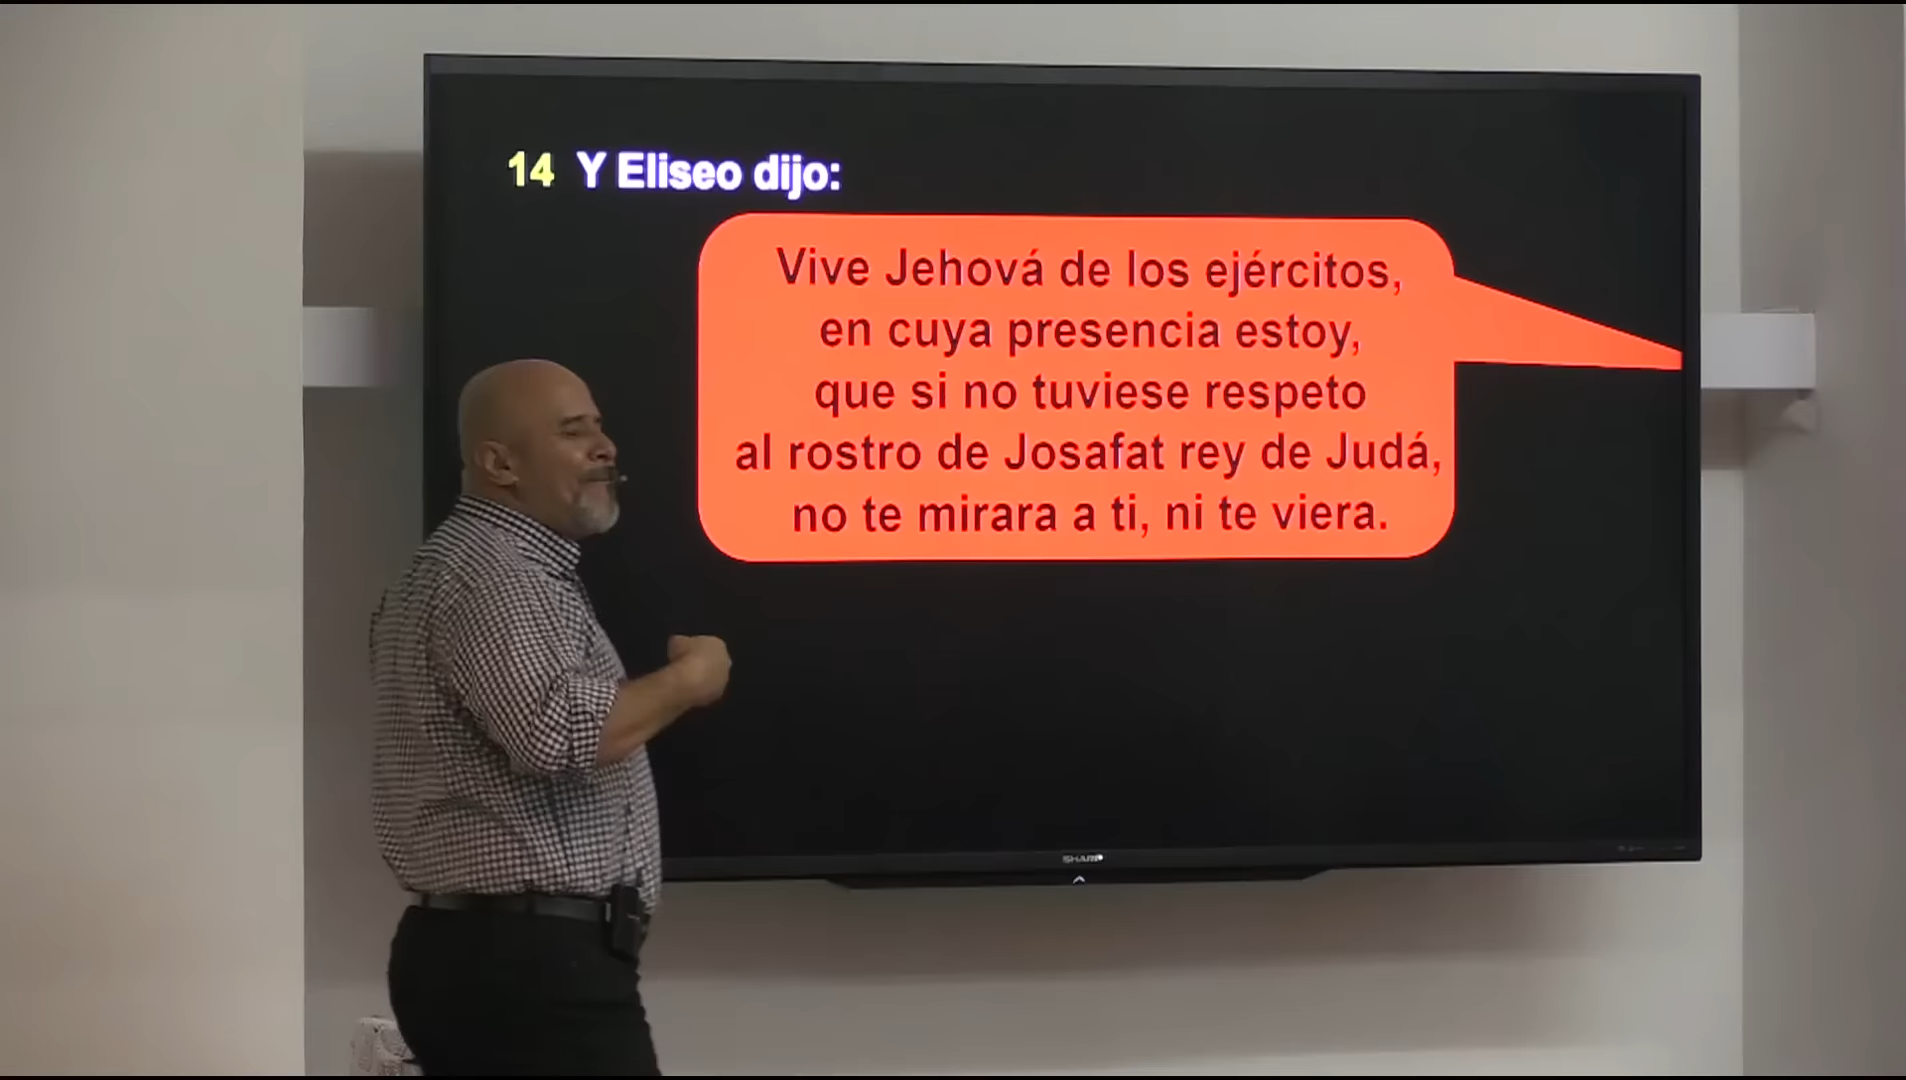 14 Y Eliseo dijo:
Vive Jehová de los ejércitos,
en cuya presencia estoy,
que si no tuviese respeto
al rostro de Josafat rey de Judá,
no te mirara a ti, ni te viera.
SHARP